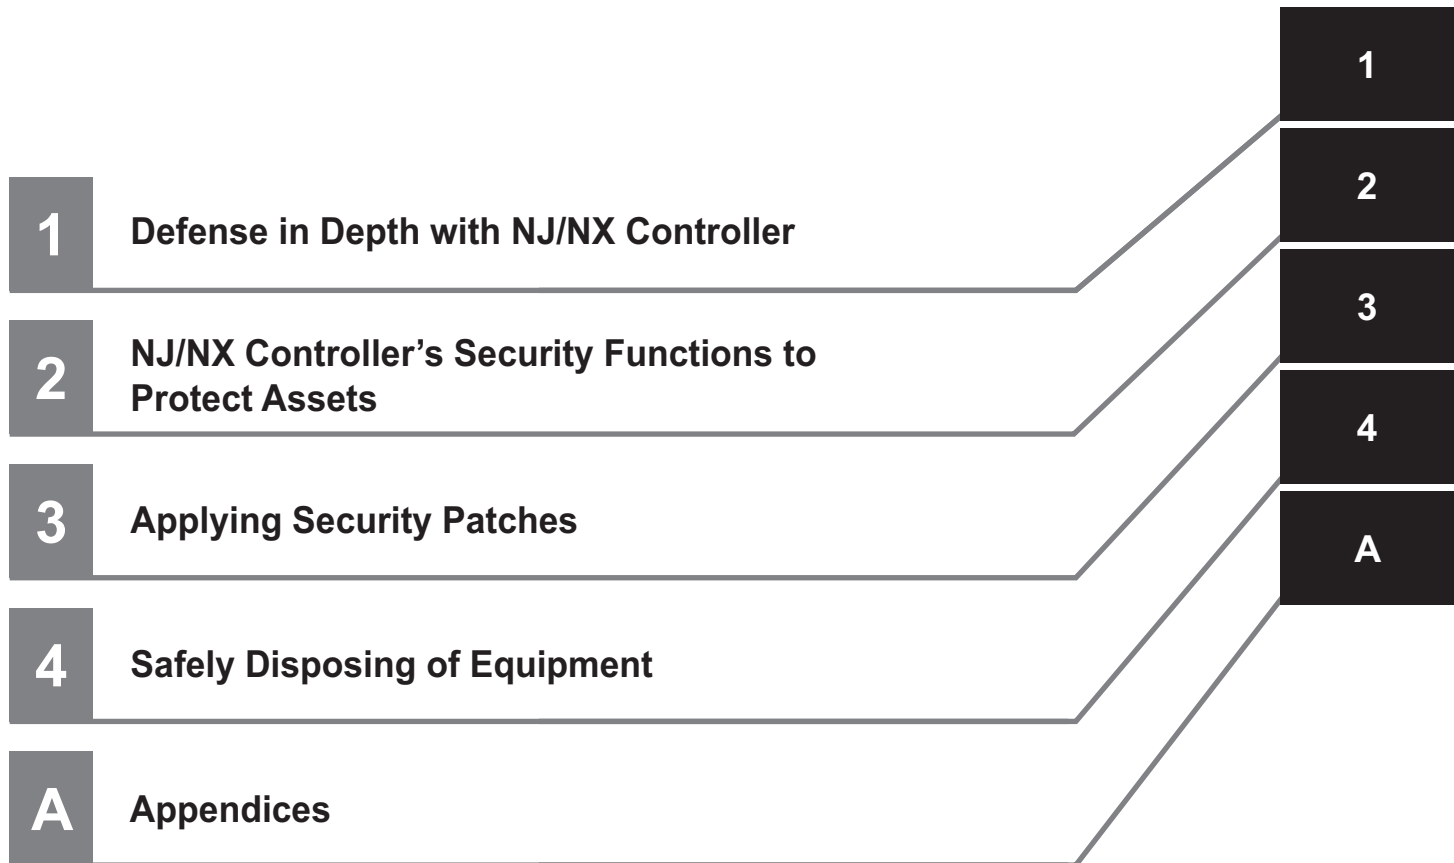 1 Defense in Depth with NJ/NX Controller
2 NJ/NX Controller’s Security Functions to
Protect Assets
3 Applying Security Patches
4 Safely Disposing of Equipment
A Appendices
1
2
3
4
A